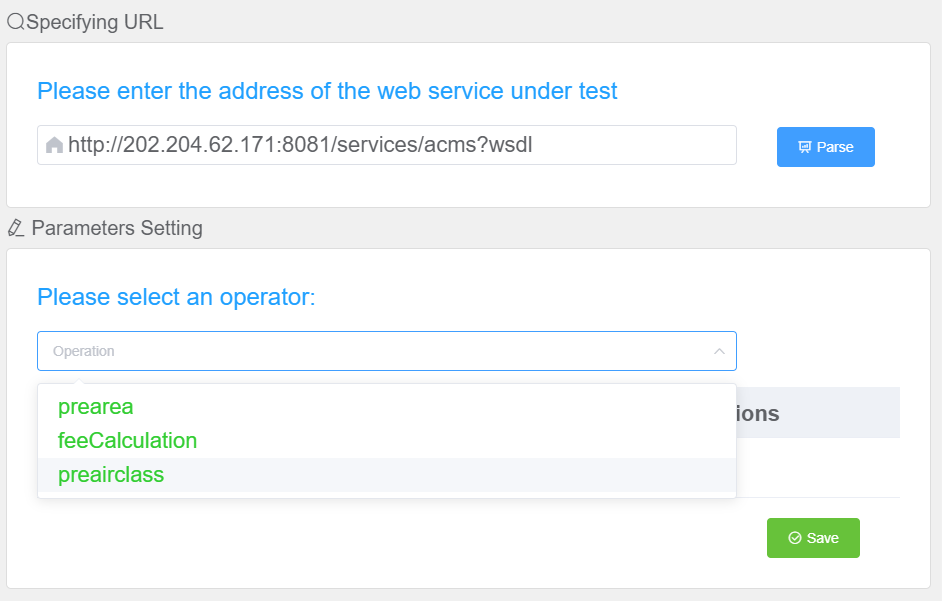 Specifying URL
Please enter the address of the web service under test
http://202.204.62.171:8081/services/acms?wsdl
Parse
Parameters Setting
Please select an operator:
Operation
prearea
ions
feeCalculation
preairclass
Save